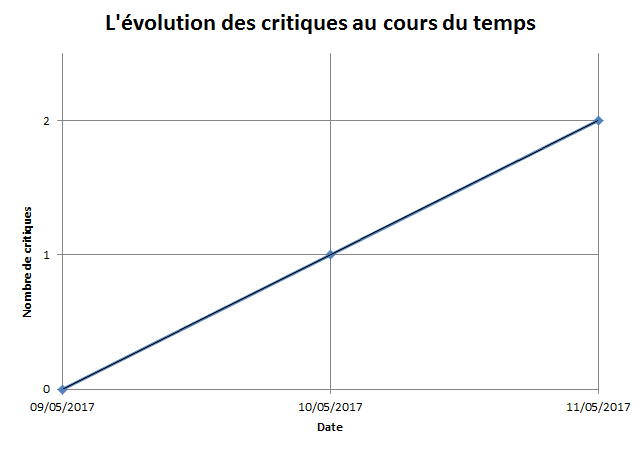 L'évolution des critiques au cours du temps
Nombre de critiques
2
1
0
09/05/2017
10/05/2017
11/05/2017
Date